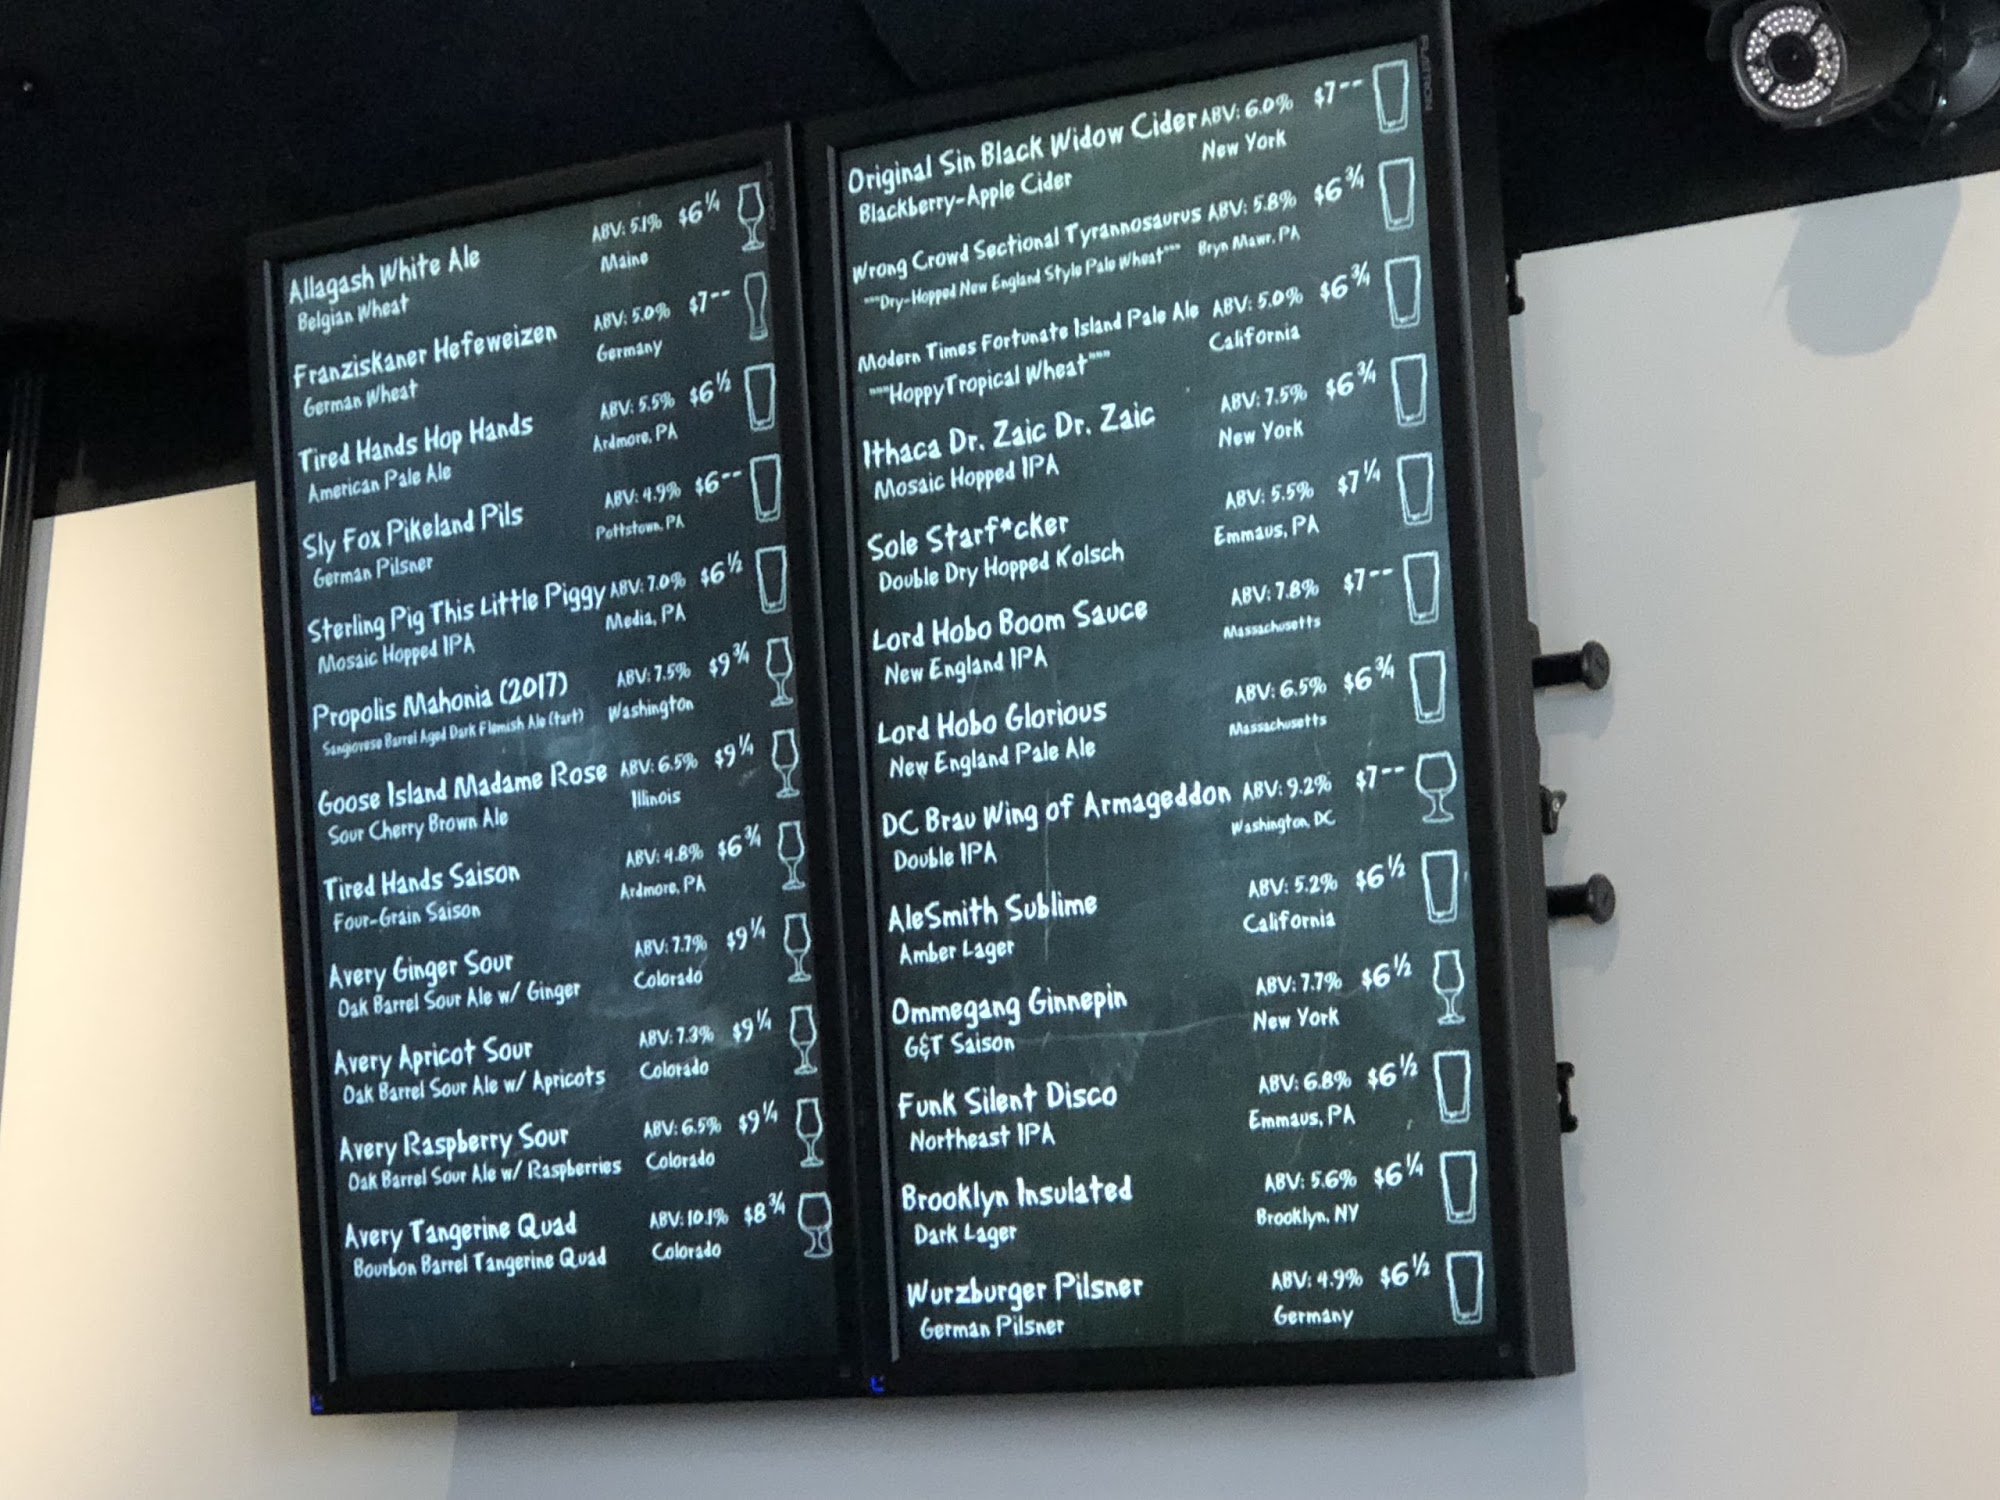 Allagash White Ale ABV: 5.1% $6¼
Belgian Wheat Maine
Franziskaner Hefeweizen ABV: 5.0% $7--
German Wheat Germany
Tired Hands Hop Hands ABV: 5.5% $6½
American Pale Ale Ardmore, PA
Sly Fox Pikeland Pils ABV: 4.9% $6--
German Pilsner Pottstown, PA
Sterling Pig This Little Piggy ABV: 7.0% $6½
Mosaic Hopped IPA Media, PA
Propolis Mahonia (2017) ABV: 7.5% $9¾
Sangiovese Barrel Aged Dark Flemish Ale (tart) Washington
Goose Island Madame Rose ABV: 6.5% $9¼
Sour Cherry Brown Ale Illinois
Tired Hands Saison ABV: 4.8% $6¾
Four-Grain Saison Ardmore, PA
Avery Ginger Sour ABV: 7.7% $9¼
Oak Barrel Sour Ale w/ Ginger Colorado
Avery Apricot Sour ABV: 7.3% $9¼
Oak Barrel Sour Ale w/ Apricots Colorado
Avery Raspberry Sour ABV: 6.5% $9¼
Oak Barrel Sour Ale w/ Raspberries Colorado
Avery Tangerine Quad ABV: 10.1% $8¾
Bourbon Barrel Tangerine Quad Colorado
Original Sin Black Widow Cider ABV: 6.0% $7--
Blackberry-Apple Cider New York
Wrong Crowd Sectional Tyrannosaurus ABV: 5.8% $6¾
"""Dry-Hopped New England Style Pale Wheat""" Bryn Mawr, PA
Modern Times Fortunate Island Pale Ale ABV: 5.0% $6¾
"""HoppyTropical Wheat""" California
Ithaca Dr. Zaic Dr. Zaic ABV: 7.5% $6¾
Mosaic Hopped IPA New York
Sole Starf*cker ABV: 5.5% $7¼
Double Dry Hopped Kolsch Emmaus, PA
Lord Hobo Boom Sauce ABV: 7.8% $7--
New England IPA Massachusetts
Lord Hobo Glorious ABV: 6.5% $6¾
New England Pale Ale Massachusetts
DC Brau Wing of Armageddon ABV: 9.2% $7--
Double IPA Washington, DC
AleSmith Sublime ABV: 5.2% $6½
Amber Lager California
Ommegang Ginnepin ABV: 7.7% $6½
G&T Saison New York
Funk Silent Disco ABV: 6.8% $6½
Northeast IPA Emmaus, PA
Brooklyn Insulated ABV: 5.6% $6¼
Dark Lager Brooklyn, NY
Wurzburger Pilsner ABV: 4.9% $6½
German Pilsner Germany